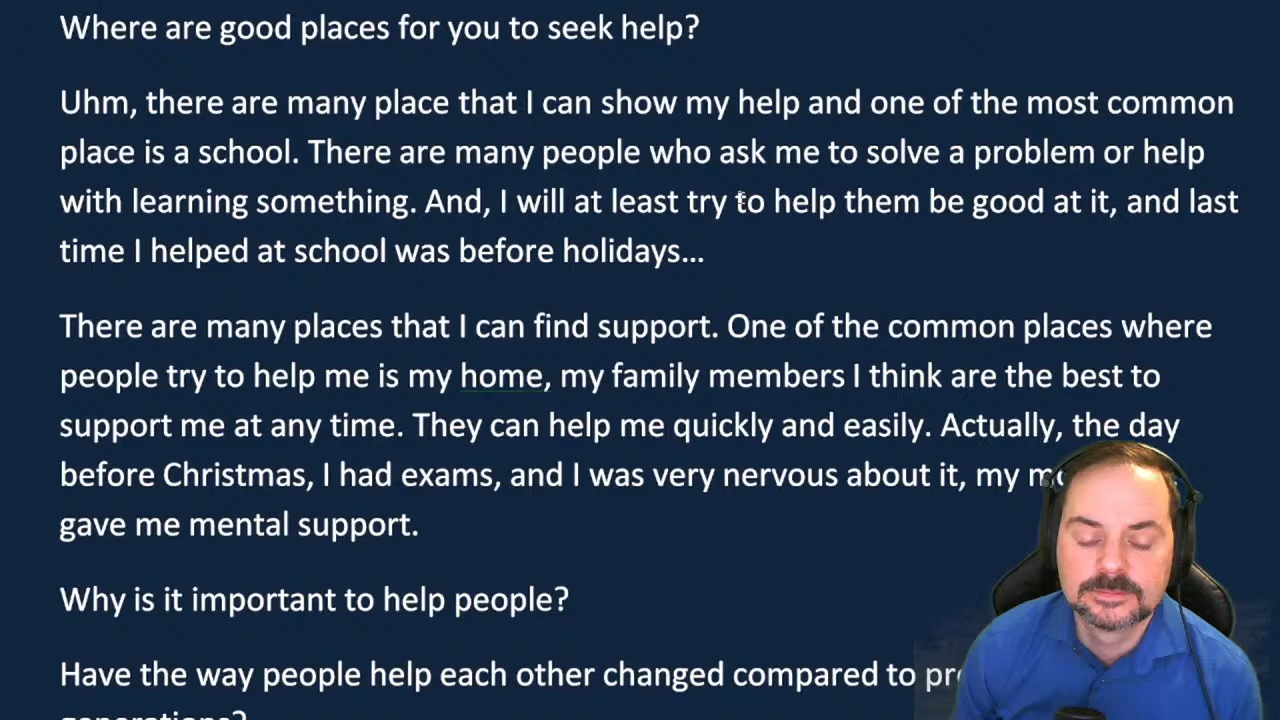 Where are good places for you to seek help?
Uhm, there are many place that I can show my help and one of the most common
place is a school. There are many people who ask me to solve a problem or help
with learning something. And, I will at least try to help them be good at it, and last
time I helped at school was before holidays...
There are many places that I can find support. One of the common places where
people try to help me is my home, my family members I think are the best to
support me at any time. They can help me quickly and easily. Actually, the day
before Christmas, I had exams, and I was very nervous about it, my
gave me mental support.
Why is it important to help people?
Have the way people help each other changed compared to
generations?